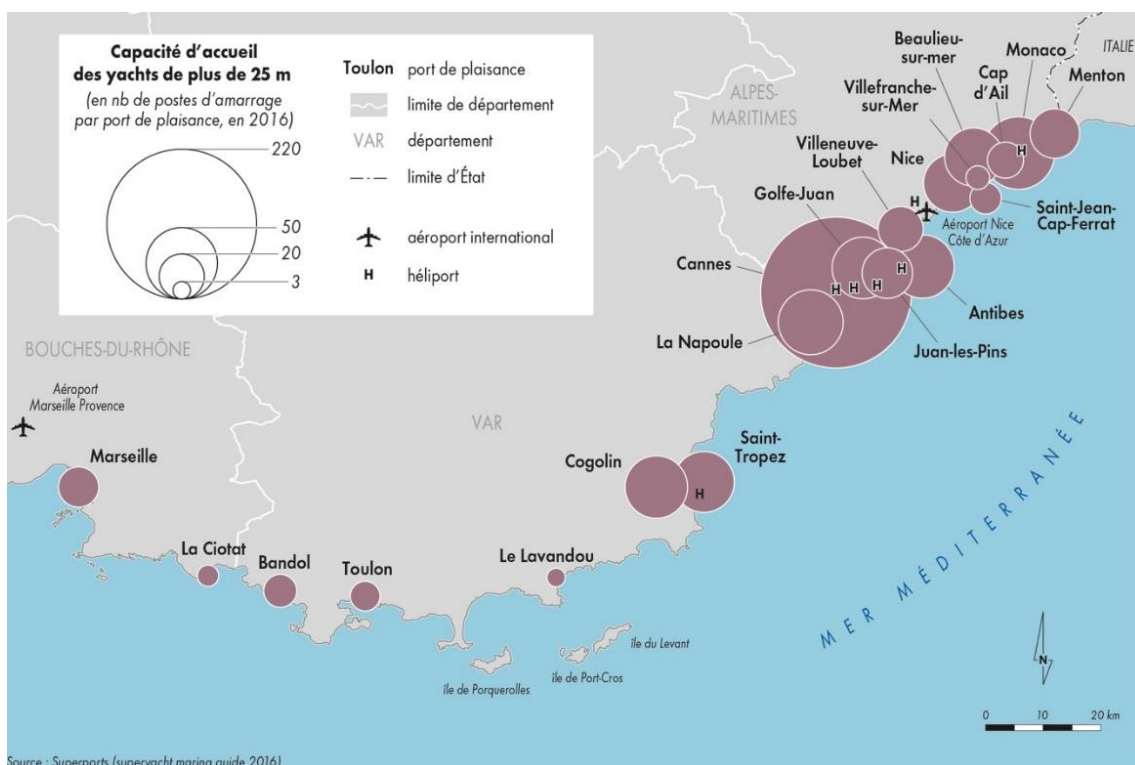 Capacité d'accueil
des yachts de plus de 25 m
(en nb de postes d'amarrage
par port de plaisance, en 2016)
220
50
20
3
Toulon port de plaisance
limite de département
VAR département
limite d'État
aéroport international
H héliport
ITALIE
Beaulieu-
sur-mer
Monaco
Cap
d'Ail
Menton
Villefranche-
sur-Mer
ALPES-
MARITIMES
Villeneuve-
Loubet
Nice
H
H
Saint-Jean-
Cap-Ferrat
Aéroport Nice
Côte d'Azur
Golfe-Juan
Cannes
H
H
H
H
Antibes
La Napoule
Juan-les-Pins
BOUCHES-DU-RHÔNE
Aéroport
Marseille Provence
VAR
Marseille
Cogolin
Saint-
Tropez
H
La Ciotat
Bandol
Toulon
Le Lavandou
MER MÉDITERRANÉE
île du Levant
île de Port-Cros
île de Porquerolles
N
0 10 20 km
Source : Superports (superyacht marina guide 2016)